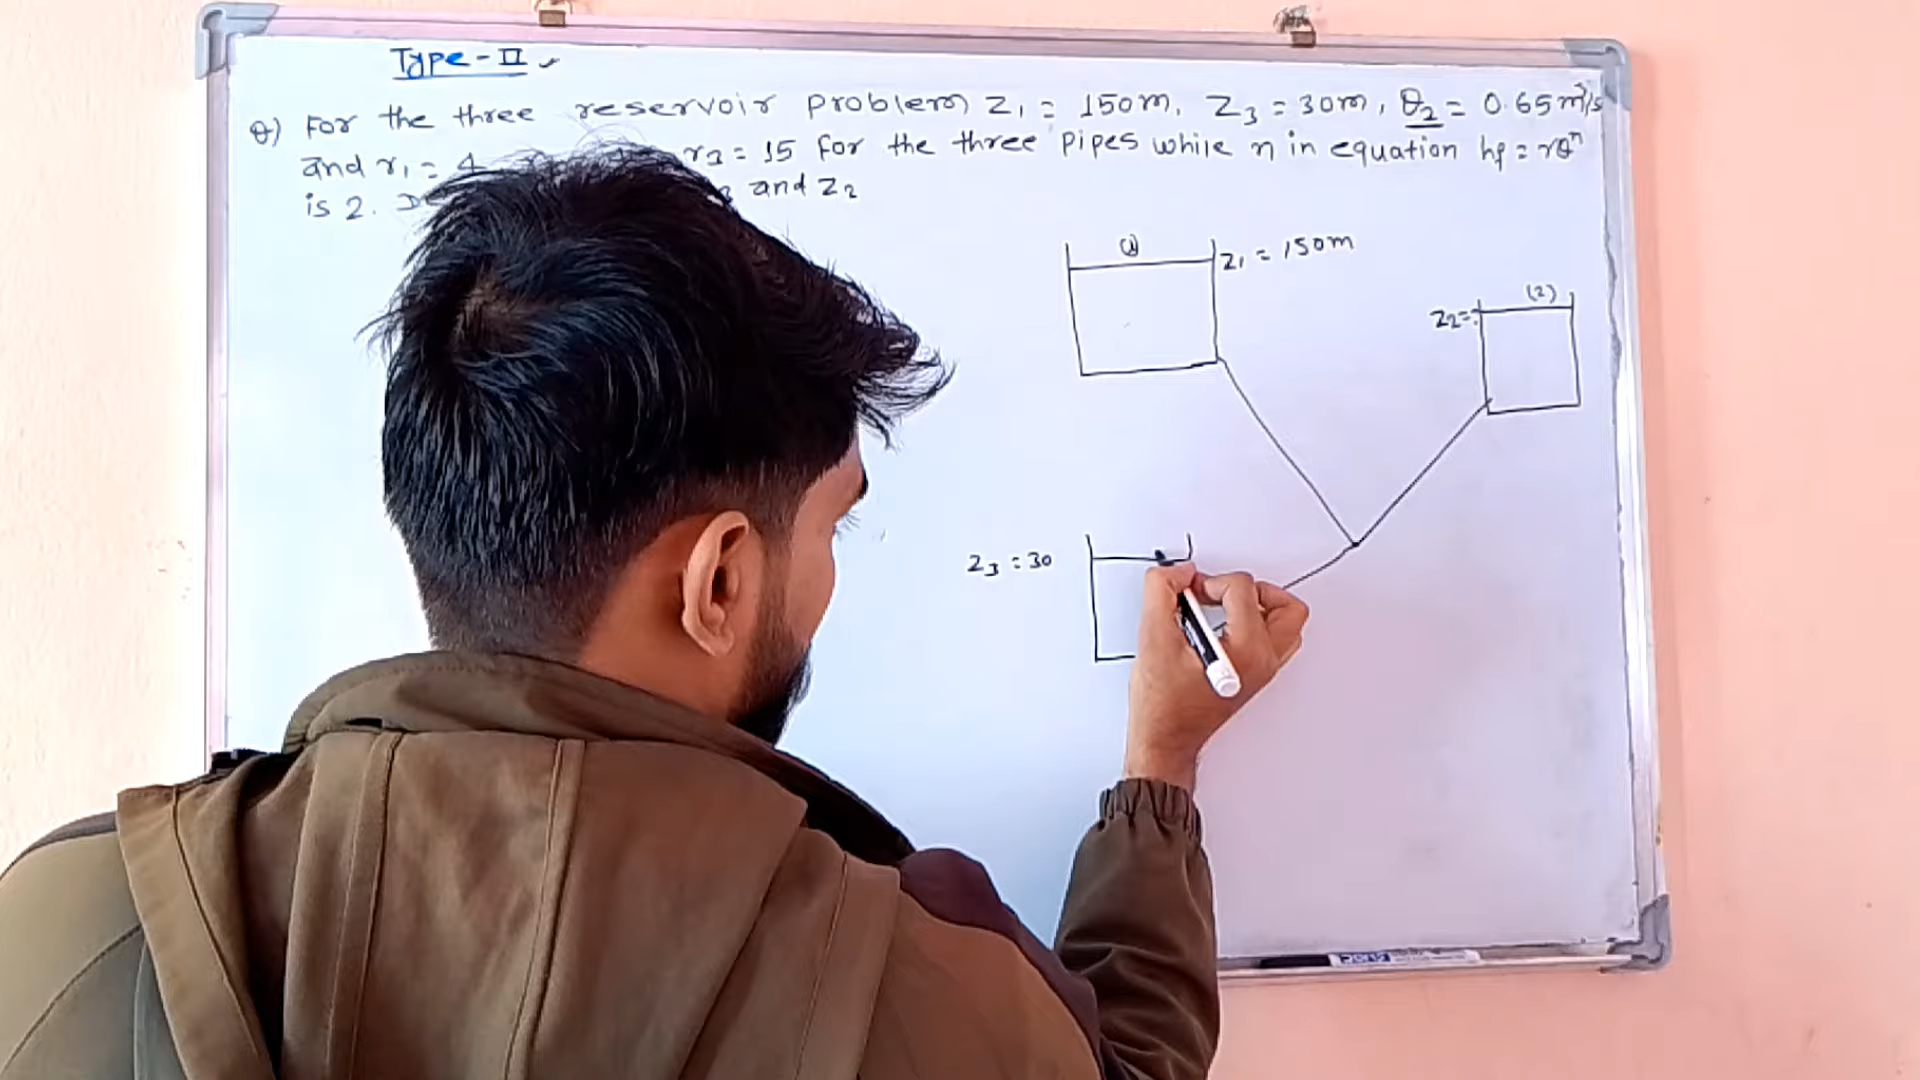 Type-II
Q) For the three reservoir problem Z₁ = 150m, Z₃ = 30m, Q₂ = 0.65 m³/s
and r₁ = 4 r₃ = 15 for the three pipes while n in equation hf = rQⁿ
is 2. and Z₂
(1)
Z₁ = 150m
(2)
Z₂=?
Z₃ = 30